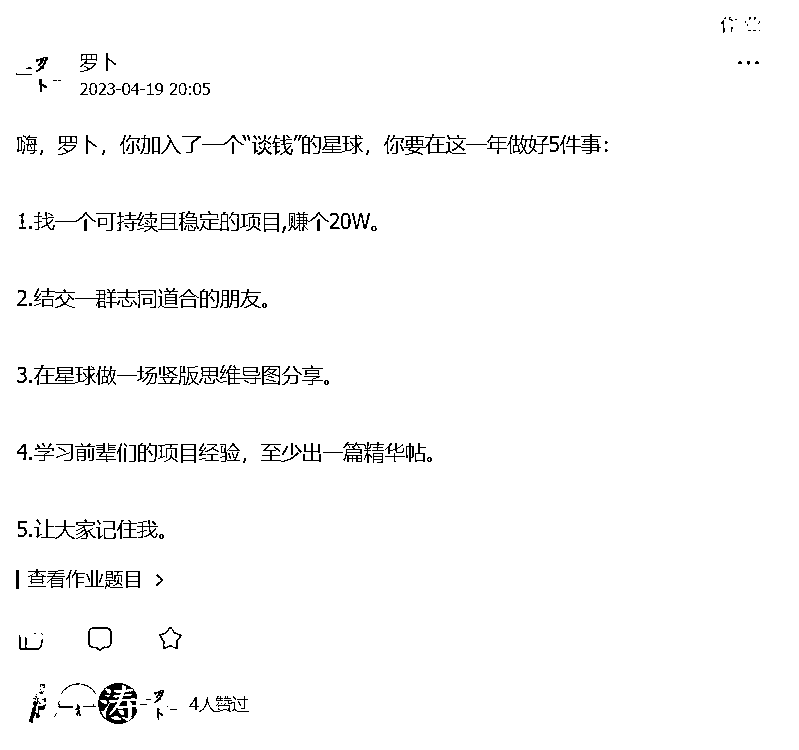 作业
罗卜
2023-04-19 20:05
嗨，罗卜，你加入了一个“谈钱”的星球，你要在这一年做好5件事：
1.找一个可持续且稳定的项目,赚个20W。
2.结交一群志同道合的朋友。
3.在星球做一场竖版思维导图分享。
4.学习前辈们的项目经验，至少出一篇精华帖。
5.让大家记住我。
查看作业题目 >
涛 罗卜 4人赞过